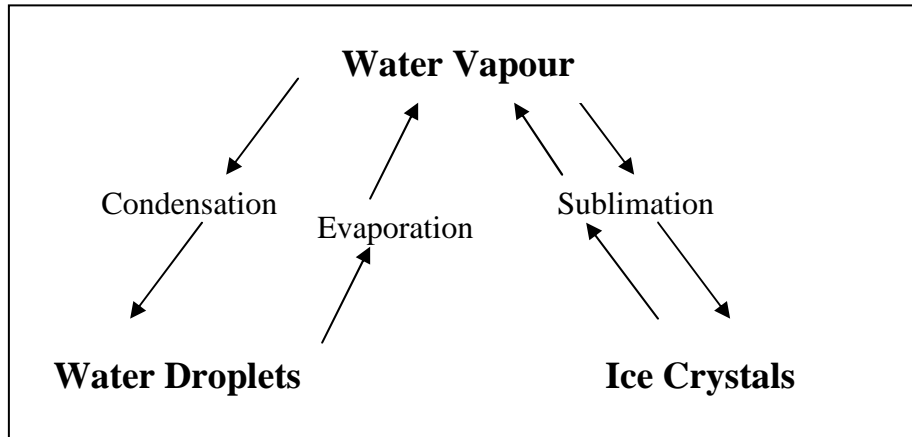 Water Vapour
Condensation
Sublimation
Evaporation
Water Droplets
Ice Crystals